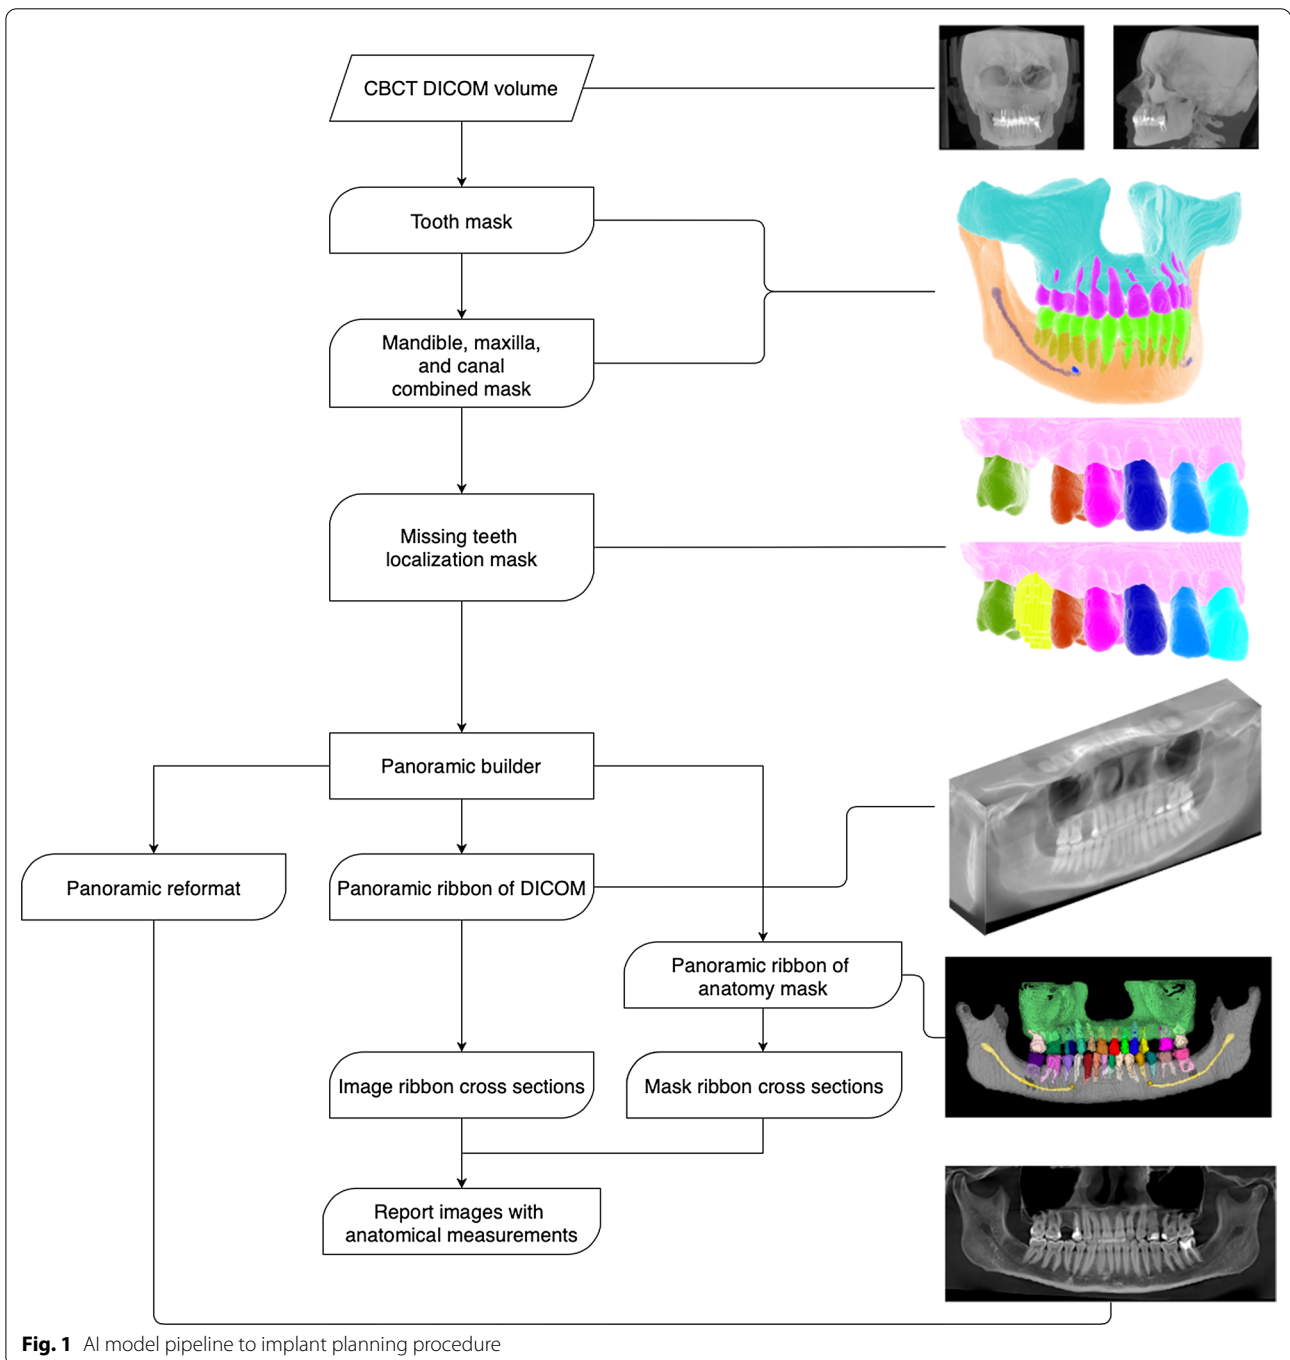 CBCT DICOM volume
Tooth mask
Mandible, maxilla,
and canal
combined mask
Missing teeth
localization mask
Panoramic builder
Panoramic reformat
Panoramic ribbon of DICOM
Panoramic ribbon of
anatomy mask
Image ribbon cross sections
Mask ribbon cross sections
Report images with
anatomical measurements
Fig. 1 AI model pipeline to implant planning procedure